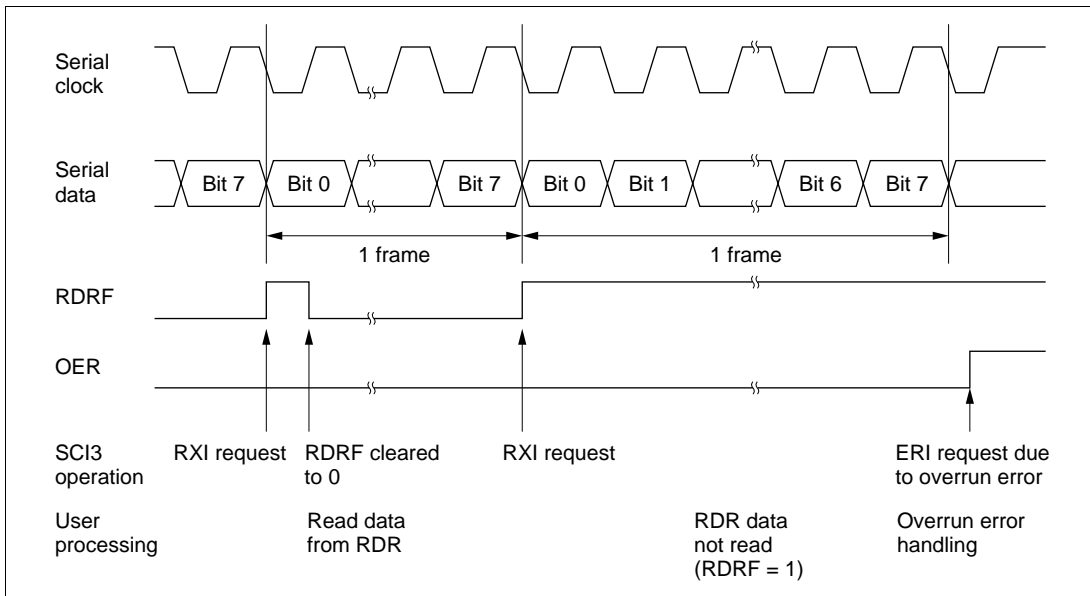 Serial
clock
Serial
data
Bit 7
Bit 0
Bit 7
Bit 0
Bit 1
Bit 6
Bit 7
1 frame
1 frame
RDRF
OER
SCI3
operation
RXI request
RDRF cleared
to 0
RXI request
ERI request due
to overrun error
User
processing
Read data
from RDR
RDR data
not read
(RDRF = 1)
Overrun error
handling